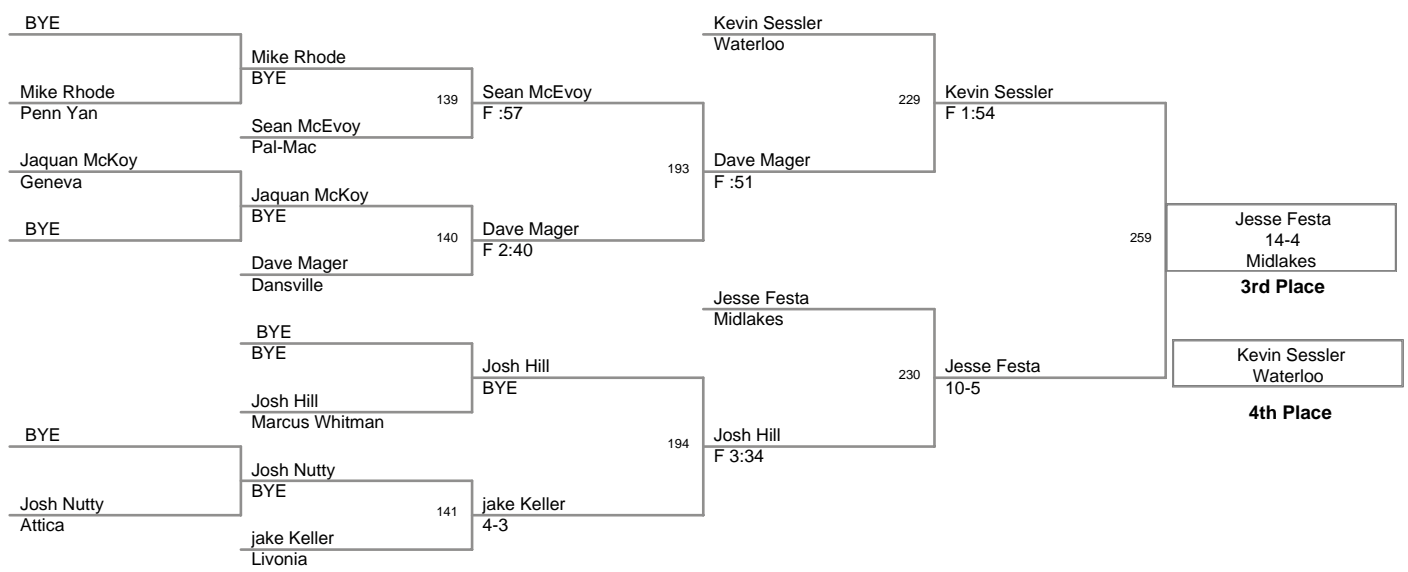 BYE
Mike Rhode
Penn Yan
Jaquan McKoy
Geneva
BYE
BYE
Josh Nutty
Attica
Mike Rhode
BYE
139
Sean McEvoy
Pal-Mac
Jaquan McKoy
BYE
140
Dave Mager
Dansville
BYE
BYE
Josh Hill
Marcus Whitman
Josh Nutty
BYE
141
jake Keller
Livonia
Sean McEvoy
F :57
193
Dave Mager
F 2:40
Josh Hill
BYE
194
jake Keller
4-3
Kevin Sessler
Waterloo
229
Dave Mager
F :51
Jesse Festa
Midlakes
230
Josh Hill
F 3:34
Kevin Sessler
F 1:54
259
Jesse Festa
10-5
Jesse Festa
14-4
Midlakes
3rd Place
Kevin Sessler
Waterloo
4th Place